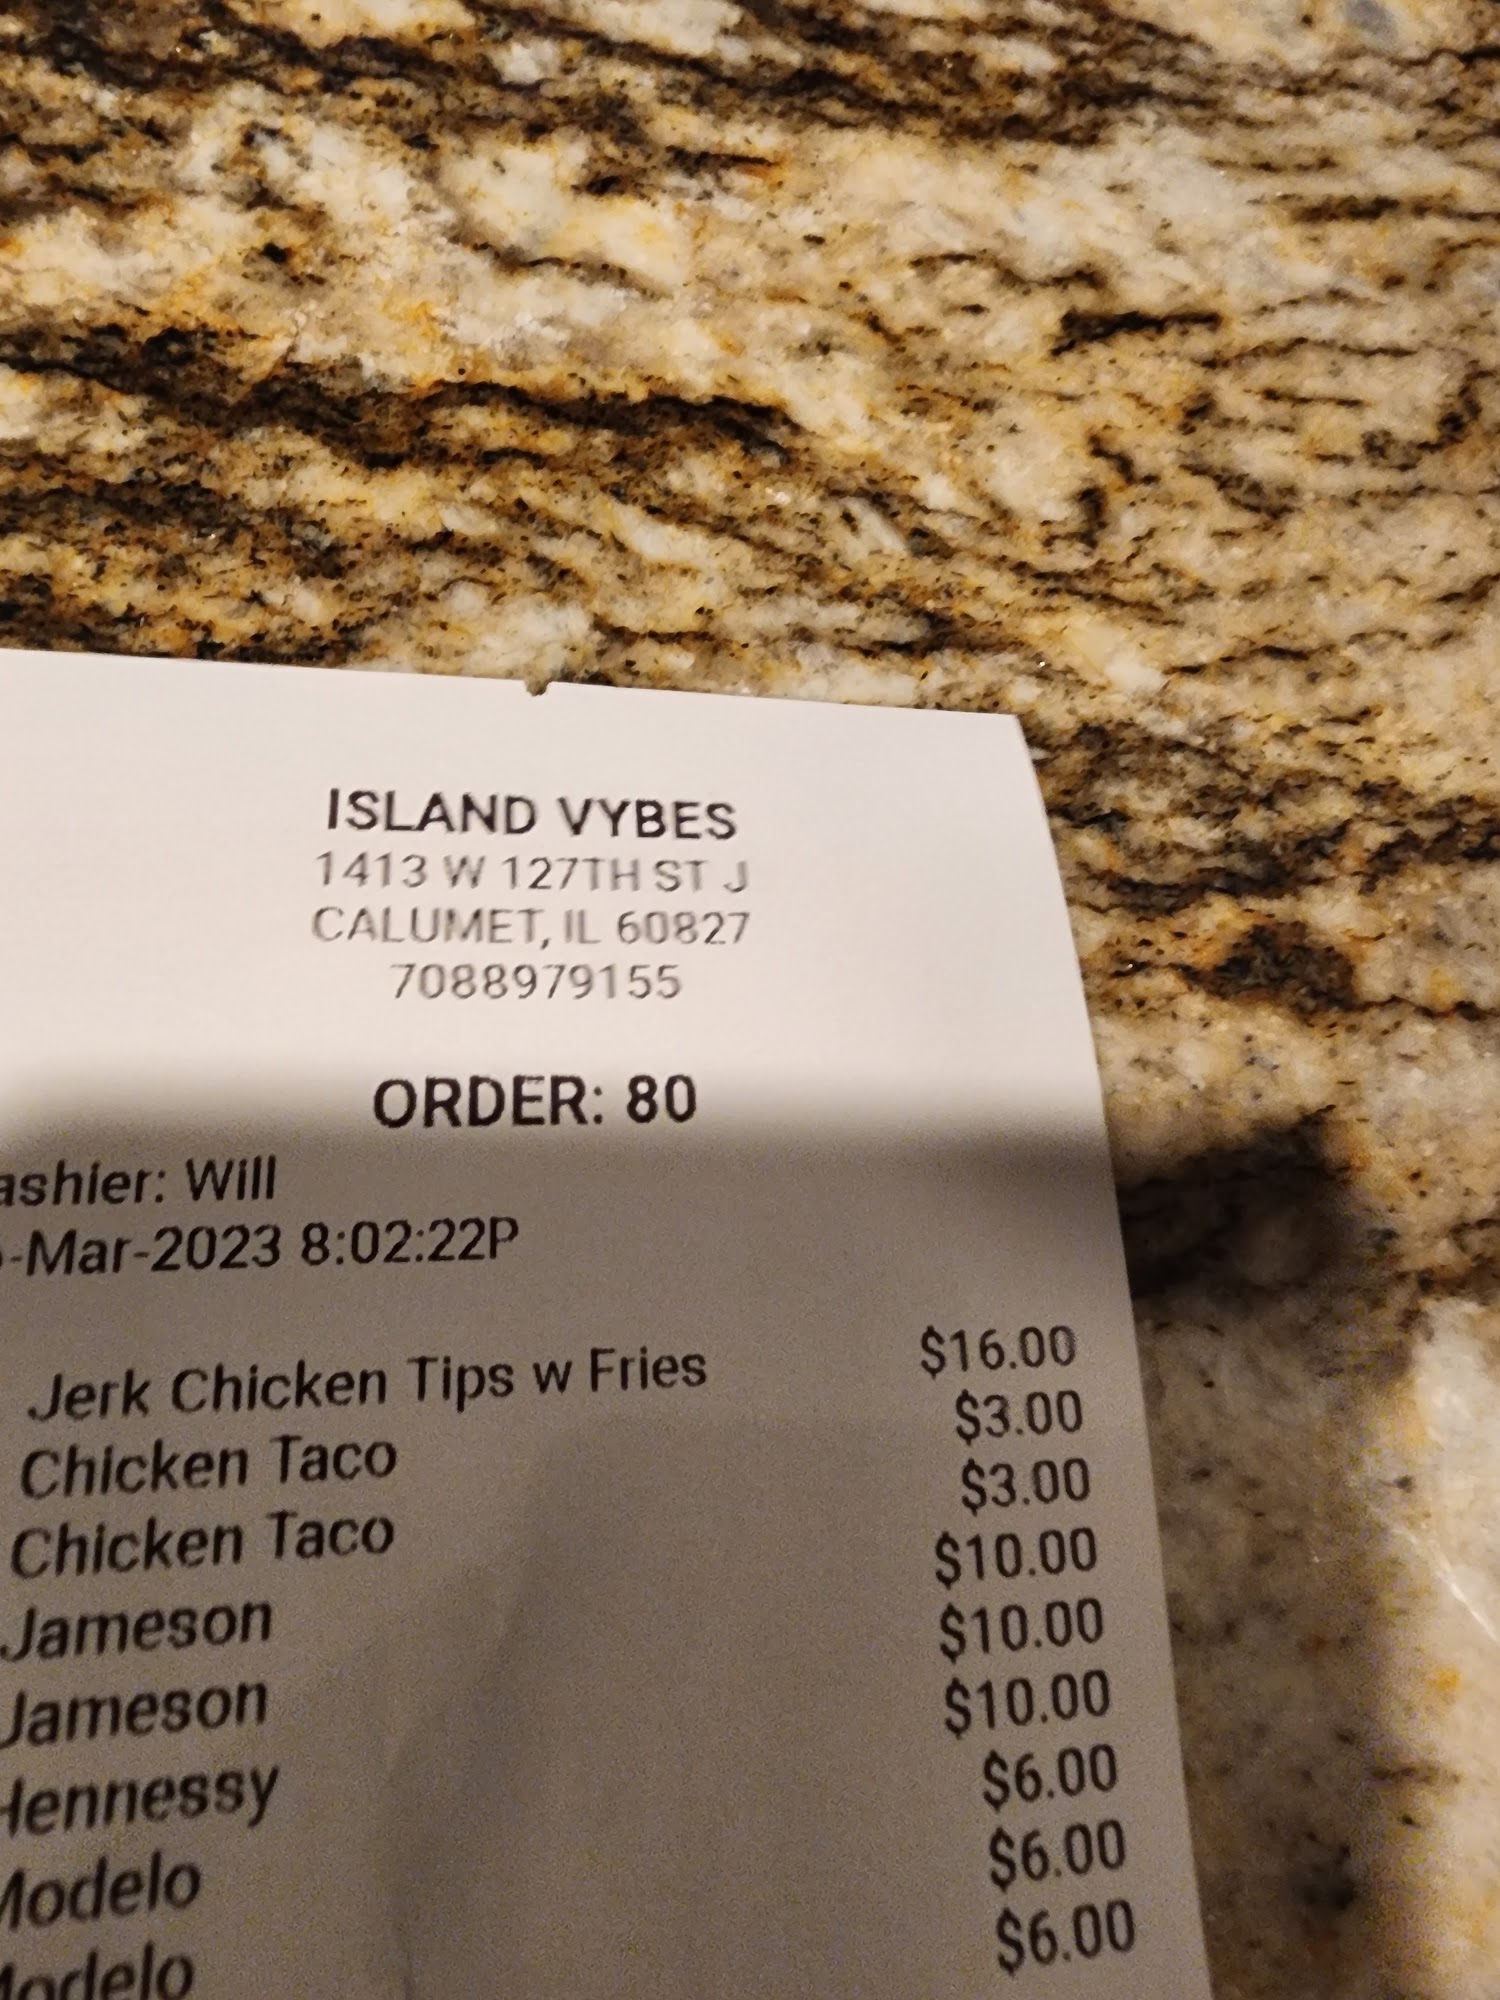 ISLAND VYBES
1413 W 127TH ST J
CALUMET, IL 60827
7088979155
ORDER: 80
ashier: Will
-Mar-2023 8:02:22P
Jerk Chicken Tips w Fries $16.00
Chicken Taco $3.00
Chicken Taco $3.00
Jameson $10.00
Jameson $10.00
Hennessy $10.00
Modelo $6.00
Modelo $6.00
$6.00